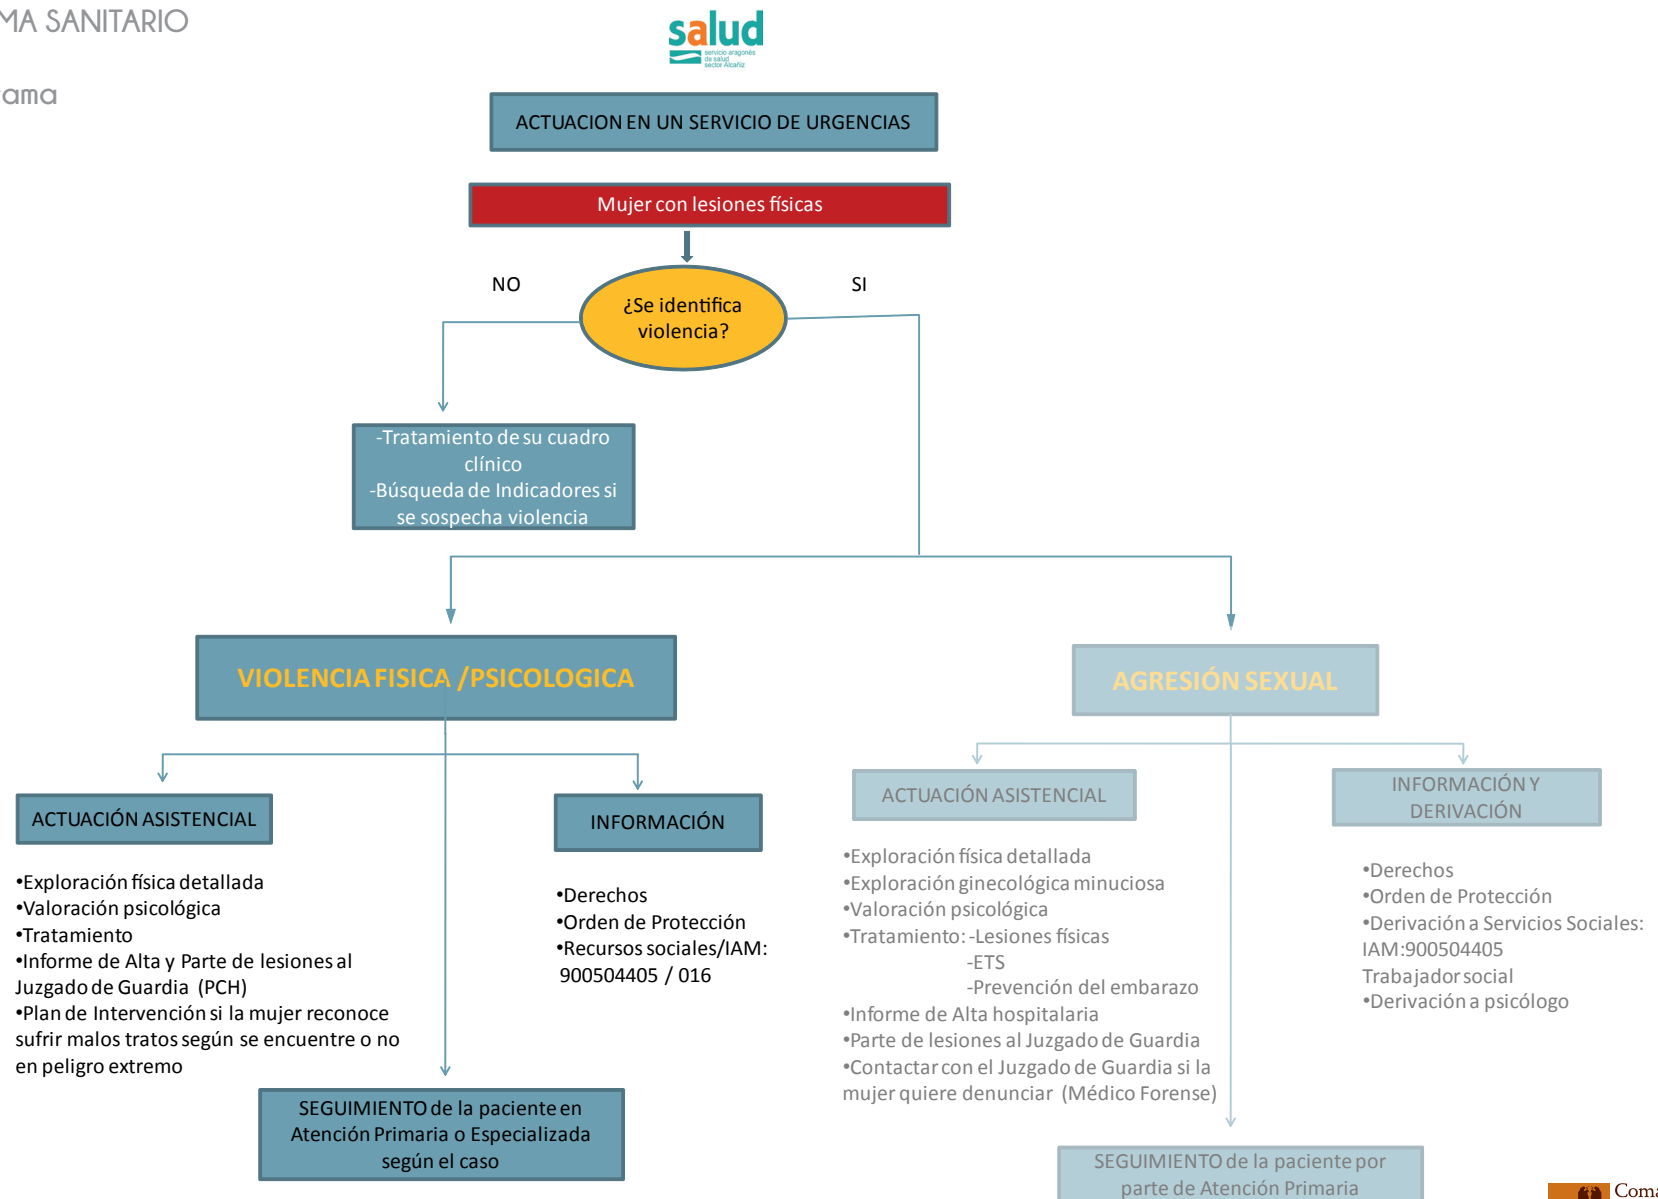 MA SANITARIO
ama
salud
servicio aragonés
de salud
sector Alcañiz
ACTUACION EN UN SERVICIO DE URGENCIAS
Mujer con lesiones físicas
NO
SI
¿Se identifica
violencia?
-Tratamiento de su cuadro
clínico
-Búsqueda de Indicadores si
se sospecha violencia
VIOLENCIA FISICA /PSICOLOGICA
ACTUACIÓN ASISTENCIAL
•Exploración física detallada
•Valoración psicológica
•Tratamiento
•Informe de Alta y Parte de lesiones al
Juzgado de Guardia (PCH)
•Plan de Intervención si la mujer reconoce
sufrir malos tratos según se encuentre o no
en peligro extremo
INFORMACIÓN
•Derechos
•Orden de Protección
•Recursos sociales/IAM:
900504405 / 016
SEGUIMIENTO de la paciente en
Atención Primaria o Especializada
según el caso
AGRESIÓN SEXUAL
ACTUACIÓN ASISTENCIAL
•Exploración física detallada
•Exploración ginecológica minuciosa
•Valoración psicológica
•Tratamiento: -Lesiones físicas
-ETS
-Prevención del embarazo
•Informe de Alta hospitalaria
•Parte de lesiones al Juzgado de Guardia
•Contactar con el Juzgado de Guardia si la
mujer quiere denunciar (Médico Forense)
INFORMACIÓN Y
DERIVACIÓN
•Derechos
•Orden de Protección
•Derivación a Servicios Sociales:
IAM:900504405
Trabajador social
•Derivación a psicólogo
SEGUIMIENTO de la paciente por
parte de Atención Primaria
Coma